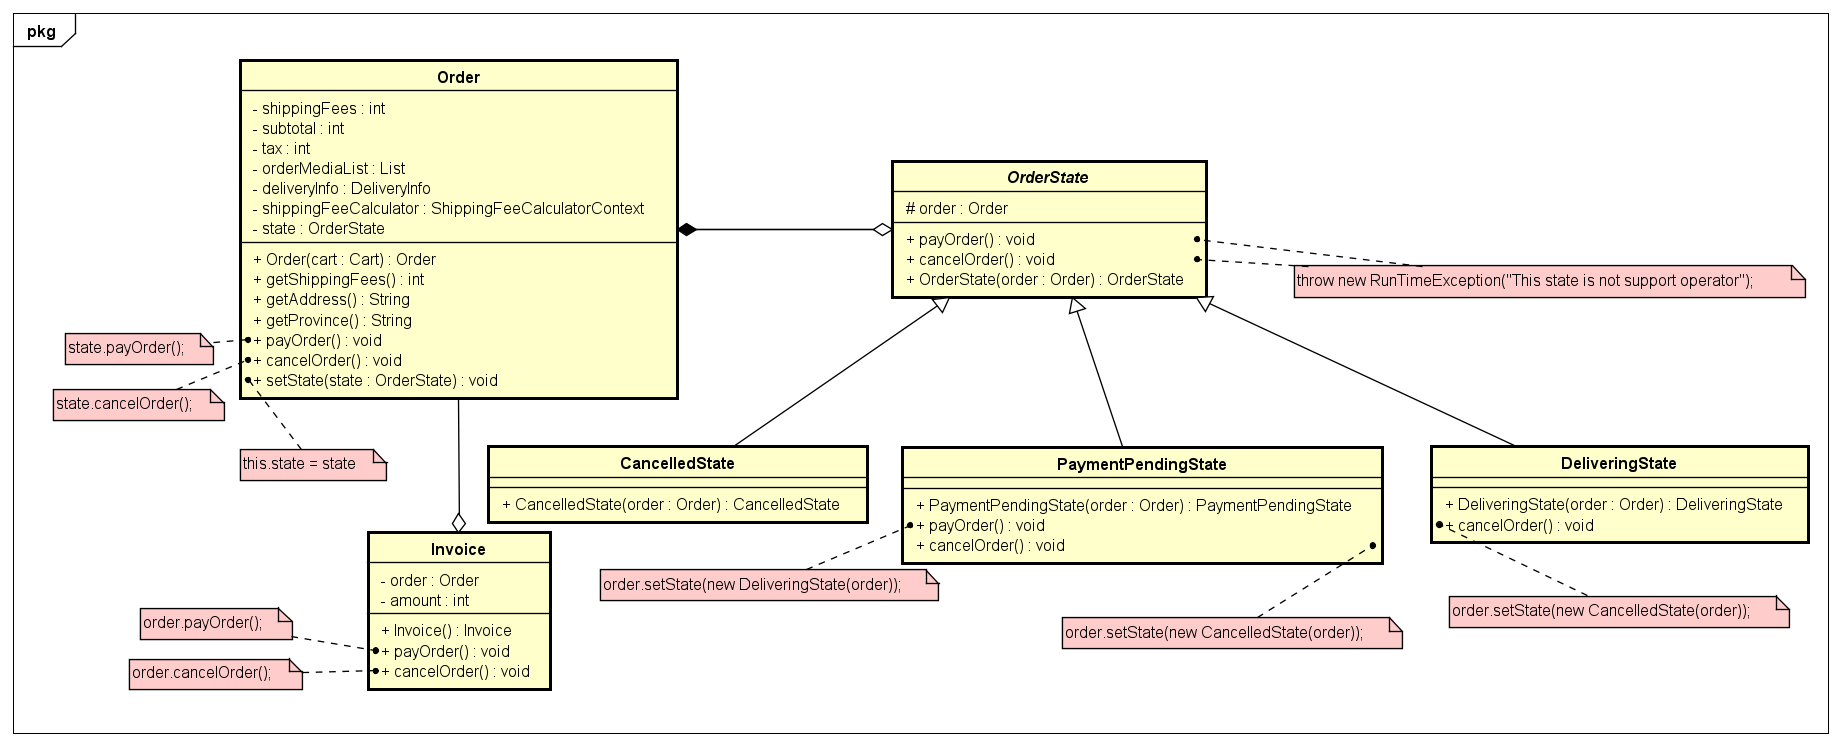 pkg
Order
- shippingFees : int
- subtotal : int
- tax : int
- orderMediaList : List
- deliveryInfo : DeliveryInfo
- shippingFeeCalculator : ShippingFeeCalculatorContext
- state : OrderState
+ Order(cart : Cart) : Order
+ getShippingFees() : int
+ getAddress() : String
+ getProvince() : String
+ payOrder() : void
+ cancelOrder() : void
+ setState(state : OrderState) : void
state.payOrder();
state.cancelOrder();
this.state = state
OrderState
# order : Order
+ payOrder() : void
+ cancelOrder() : void
+ OrderState(order : Order) : OrderState
throw new RunTimeException("This state is not support operator");
CancelledState
+ CancelledState(order : Order) : CancelledState
PaymentPendingState
+ PaymentPendingState(order : Order) : PaymentPendingState
+ payOrder() : void
+ cancelOrder() : void
DeliveringState
+ DeliveringState(order : Order) : DeliveringState
+ cancelOrder() : void
order.setState(new DeliveringState(order));
order.setState(new CancelledState(order));
order.setState(new CancelledState(order));
Invoice
- order : Order
- amount : int
+ Invoice() : Invoice
+ payOrder() : void
+ cancelOrder() : void
order.payOrder();
order.cancelOrder();